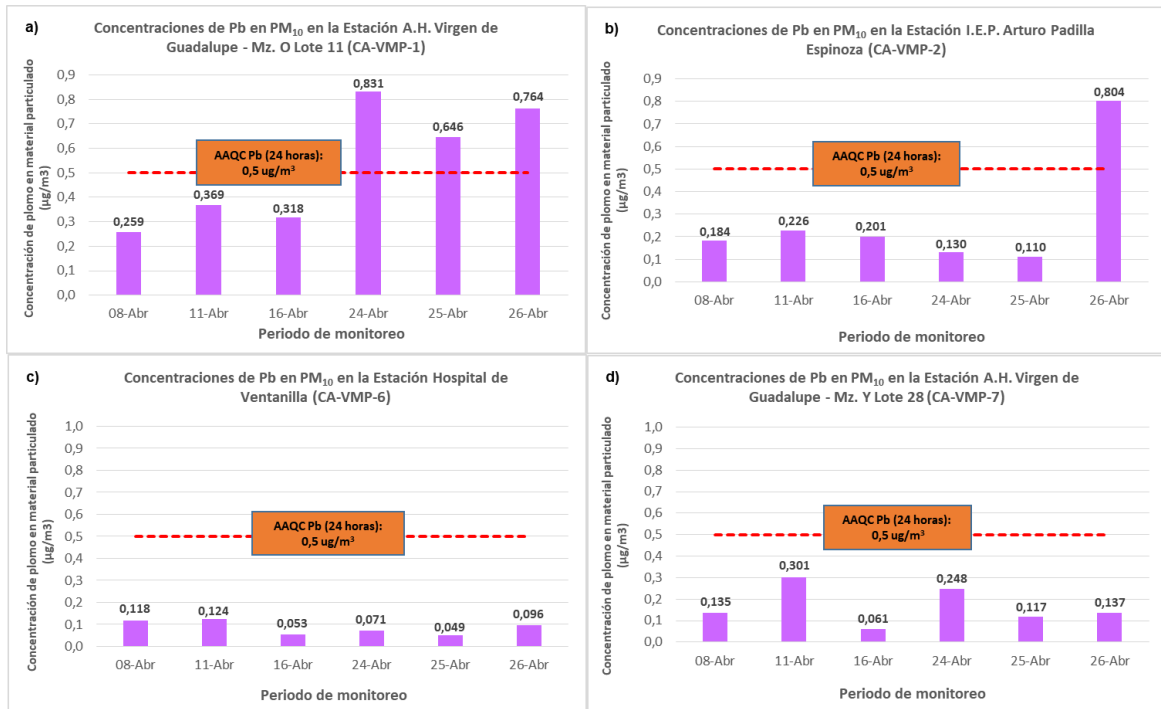 a)
Concentraciones de Pb en PM10 en la Estación A.H. Virgen de
Guadalupe - Mz. O Lote 11 (CA-VMP-1)
Concentración de plomo en material particulado
(µg/m3)
0,9
0,8
0,7
0,6
0,5
0,4
0,3
0,2
0,1
0,0
AAQC Pb (24 horas):
0,5 ug/m³
0,259
0,369
0,318
0,831
0,646
0,764
08-Abr
11-Abr
16-Abr
24-Abr
25-Abr
26-Abr
Periodo de monitoreo
b)
Concentraciones de Pb en PM10 en la Estación I.E.P. Arturo Padilla
Espinoza (CA-VMP-2)
Concentración de plomo en material particulado
(µg/m3)
0,9
0,8
0,7
0,6
0,5
0,4
0,3
0,2
0,1
0,0
AAQC Pb (24 horas):
0,5 ug/m³
0,184
0,226
0,201
0,130
0,110
0,804
08-Abr
11-Abr
16-Abr
24-Abr
25-Abr
26-Abr
Periodo de monitoreo
c)
Concentraciones de Pb en PM10 en la Estación Hospital de
Ventanilla (CA-VMP-6)
Concentración de plomo en material particulado
(µg/m3)
1,0
0,9
0,8
0,7
0,6
0,5
0,4
0,3
0,2
0,1
0,0
AAQC Pb (24 horas):
0,5 ug/m³
0,118
0,124
0,053
0,071
0,049
0,096
08-Abr
11-Abr
16-Abr
24-Abr
25-Abr
26-Abr
Periodo de monitoreo
d)
Concentraciones de Pb en PM10 en la Estación A.H. Virgen de
Guadalupe - Mz. Y Lote 28 (CA-VMP-7)
Concentración de plomo en material particulado
(µg/m3)
1,0
0,9
0,8
0,7
0,6
0,5
0,4
0,3
0,2
0,1
0,0
AAQC Pb (24 horas):
0,5 ug/m³
0,135
0,301
0,061
0,248
0,117
0,137
08-Abr
11-Abr
16-Abr
24-Abr
25-Abr
26-Abr
Periodo de monitoreo